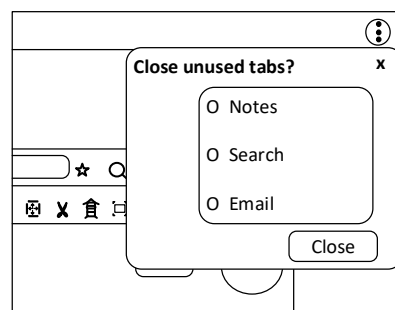 Close unused tabs?
x
O Notes
O Search
O Email
Close